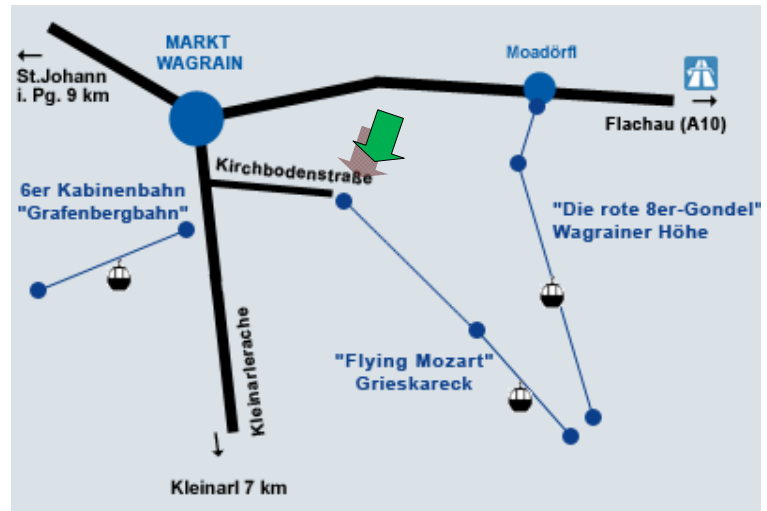 MARKT
WAGRAIN
Moadörfl
←
St.Johann
i. Pg. 9 km
→
Flachau (A10)
Kirchbodenstraße
6er Kabinenbahn
"Grafenbergbahn"
"Die rote 8er-Gondel"
Wagrainer Höhe
Kleinarlerache
"Flying Mozart"
Grieskareck
Kleinarl 7 km